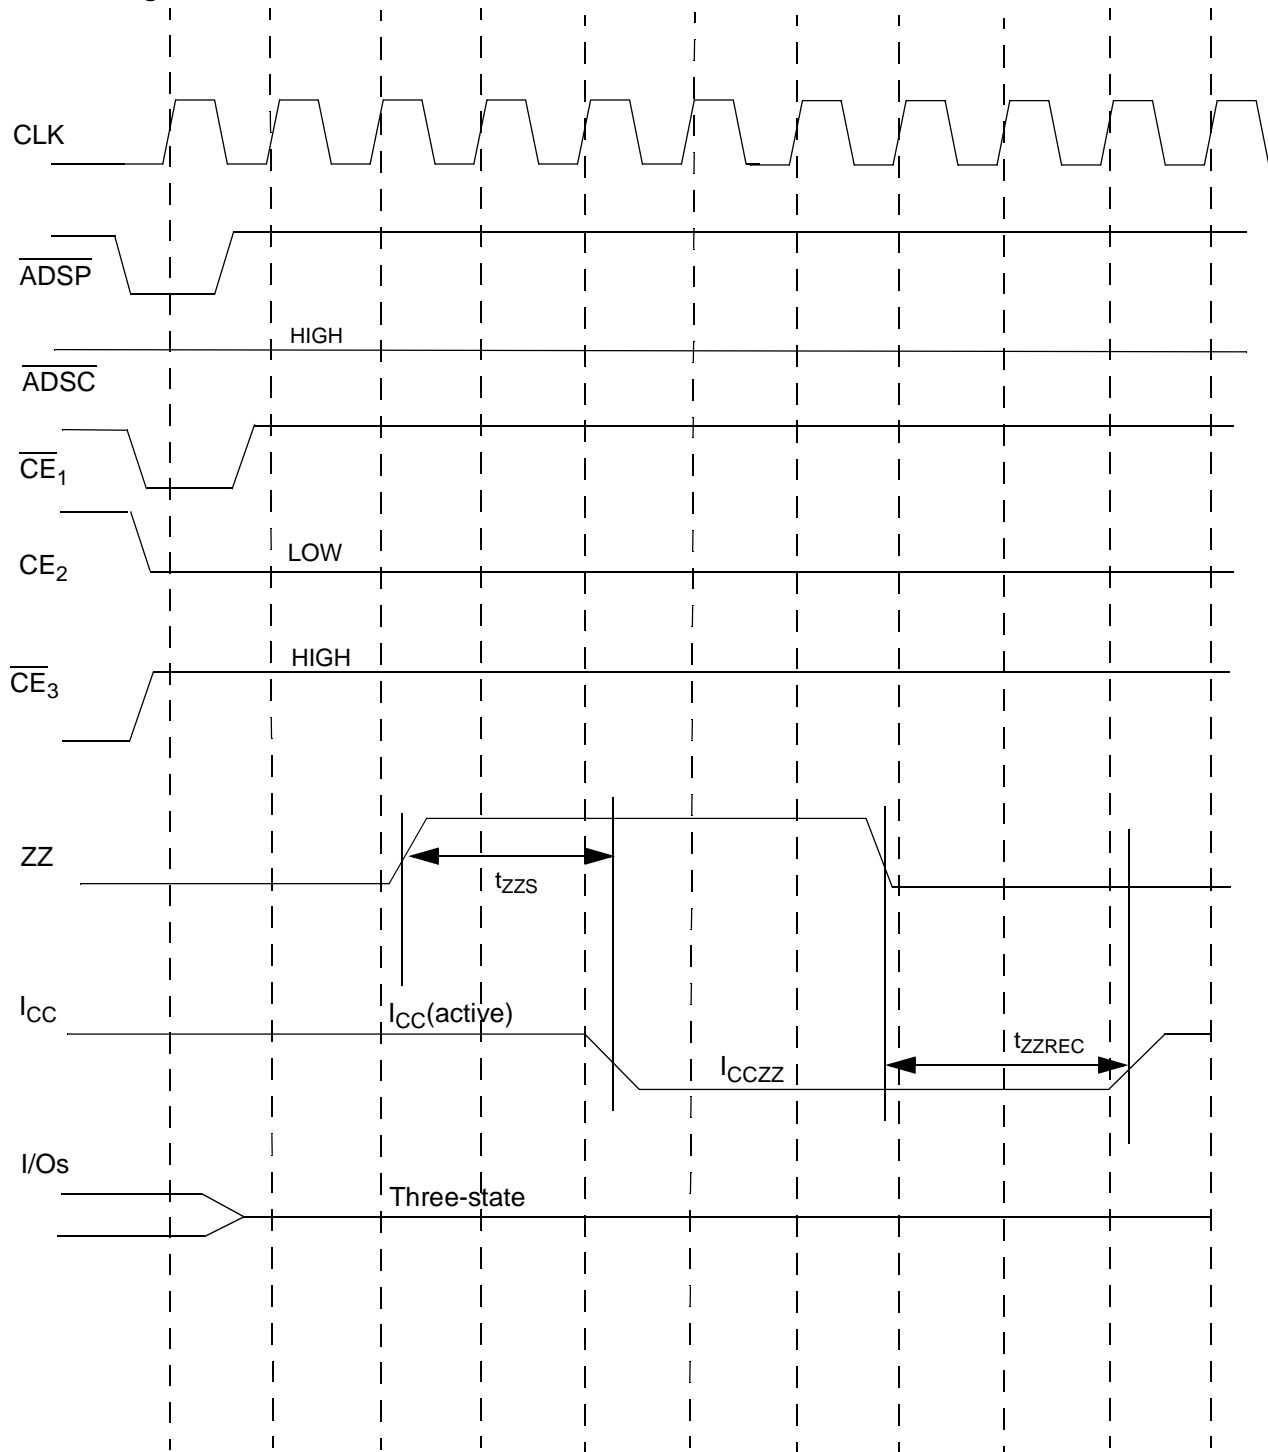 CLK
ADSP
HIGH
ADSC
CE1
LOW
CE2
HIGH
CE3
ZZ
tZZS
ICC
ICC(active)
tZZREC
ICCZZ
I/Os
Three-state